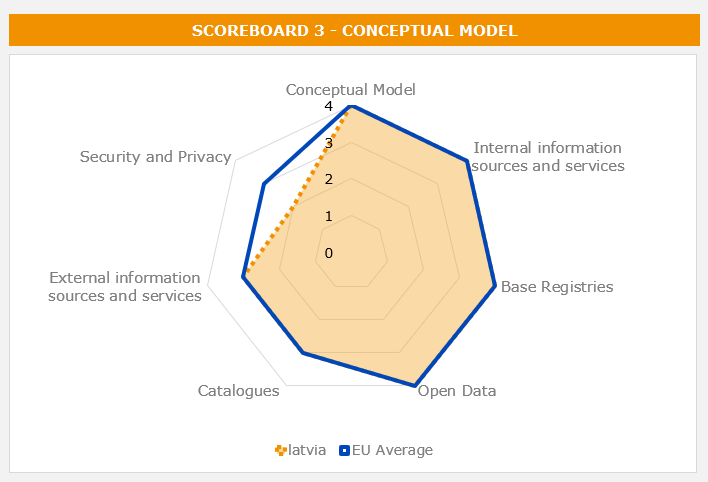 SCOREBOARD 3 - CONCEPTUAL MODEL
Conceptual Model
4
3
2
1
0
Internal information
sources and services
Base Registries
Open Data
Catalogues
External information
sources and services
Security and Privacy
latvia
EU Average